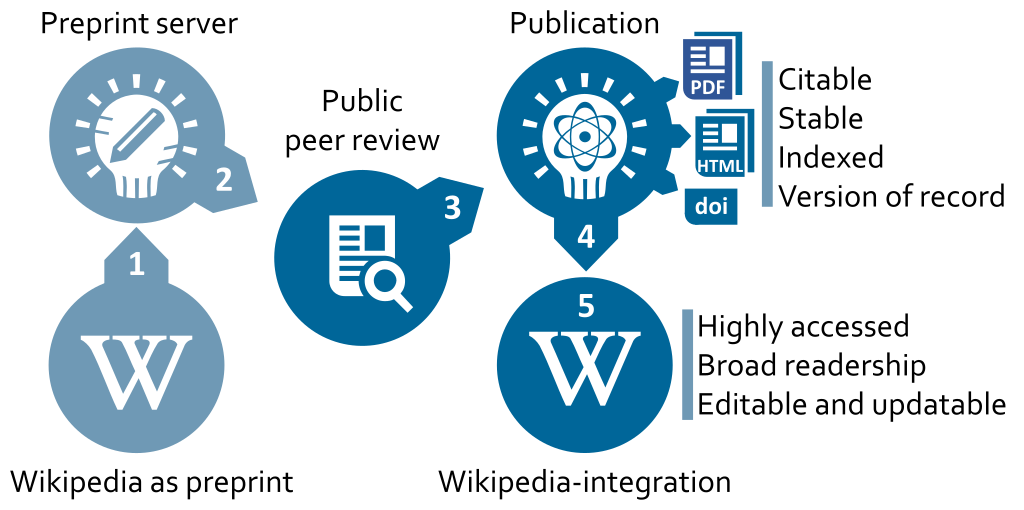 Preprint server
2
1
W
Wikipedia as preprint
Public
peer review
3
Publication
PDF
HTML
doi
Citable
Stable
Indexed
Version of record
4
5
W
Highly accessed
Broad readership
Editable and updatable
Wikipedia-integration